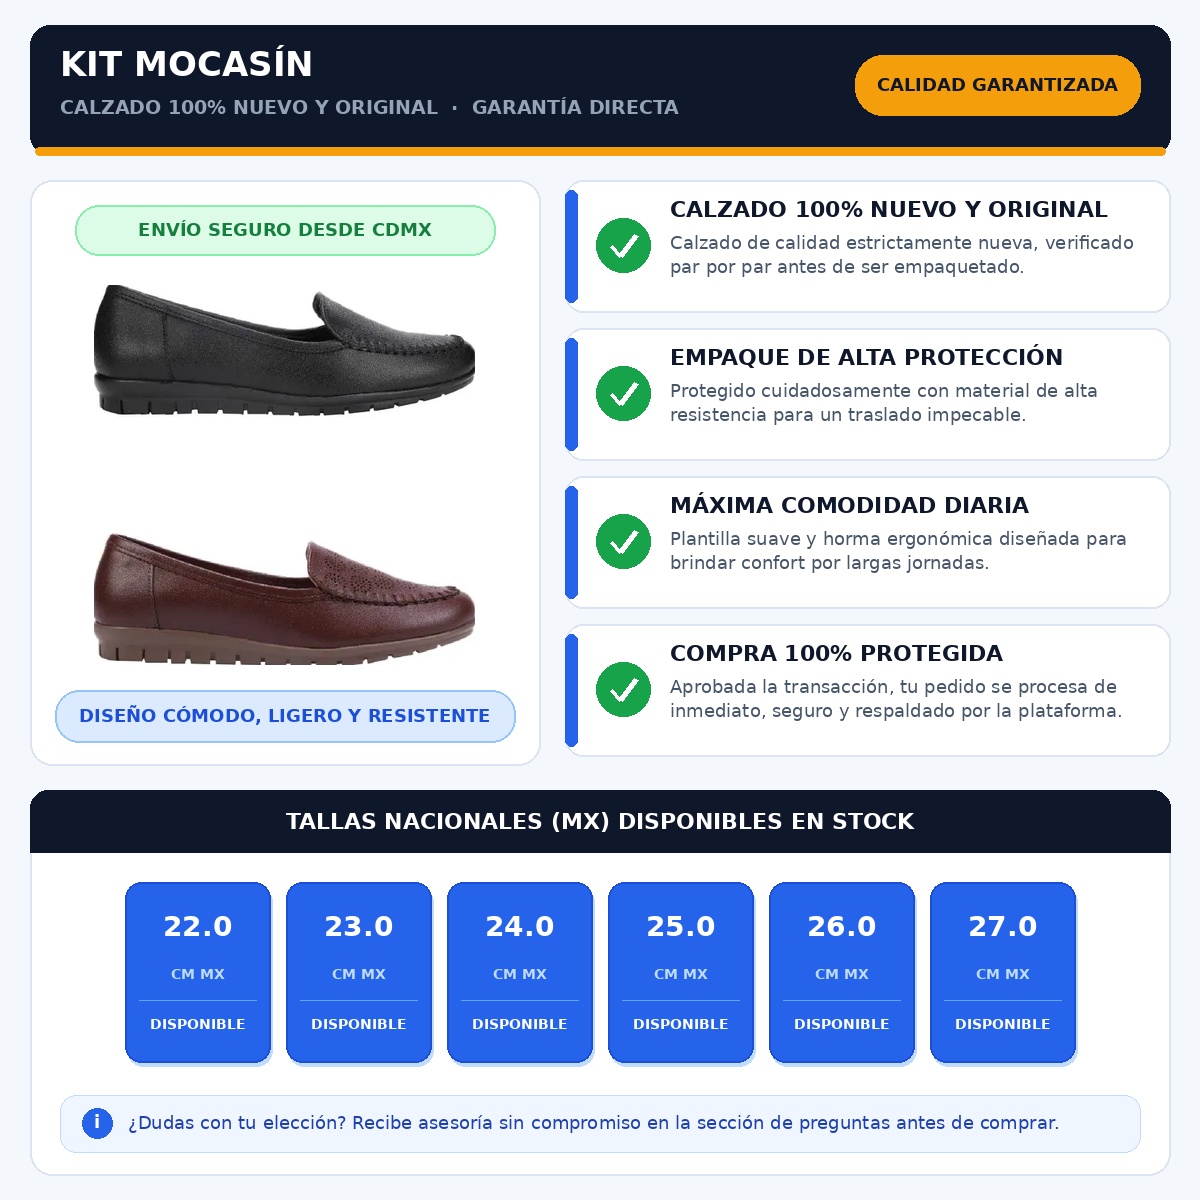 KIT MOCASÍN
CALZADO 100% NUEVO Y ORIGINAL · GARANTÍA DIRECTA
CALIDAD GARANTIZADA
ENVÍO SEGURO DESDE CDMX
DISEÑO CÓMODO, LIGERO Y RESISTENTE
CALZADO 100% NUEVO Y ORIGINAL
Calzado de calidad estrictamente nueva, verificado
par por par antes de ser empaquetado.
EMPAQUE DE ALTA PROTECCIÓN
Protegido cuidadosamente con material de alta
resistencia para un traslado impecable.
MÁXIMA COMODIDAD DIARIA
Plantilla suave y horma ergonómica diseñada para
brindar confort por largas jornadas.
COMPRA 100% PROTEGIDA
Aprobada la transacción, tu pedido se procesa de
inmediato, seguro y respaldado por la plataforma.
TALLAS NACIONALES (MX) DISPONIBLES EN STOCK
22.0
CM MX
DISPONIBLE
23.0
CM MX
DISPONIBLE
24.0
CM MX
DISPONIBLE
25.0
CM MX
DISPONIBLE
26.0
CM MX
DISPONIBLE
27.0
CM MX
DISPONIBLE
i ¿Dudas con tu elección? Recibe asesoría sin compromiso en la sección de preguntas antes de comprar.